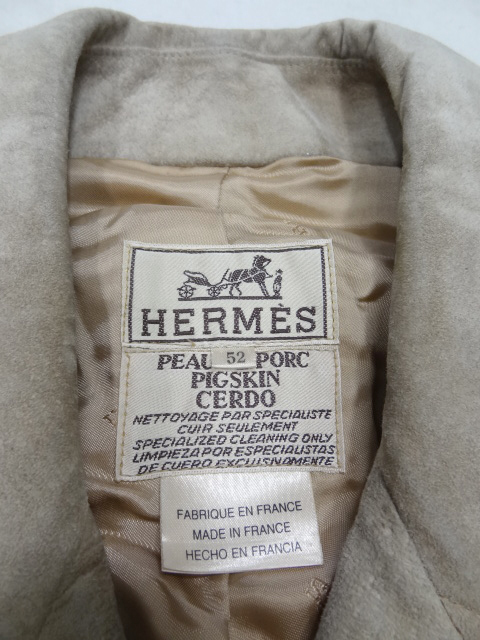 HERMÈS
PEAU 52 PORC
PIGSKIN
CERDO
NETTOYAGE PAR SPECIALISTE
CUIR SEULEMENT
SPECIALIZED CLEANING ONLY
LIMPIEZA POR ESPECIALISTAS
DE CUERO EXCLUSIVAMENTE
FABRIQUE EN FRANCE
MADE IN FRANCE
HECHO EN FRANCIA